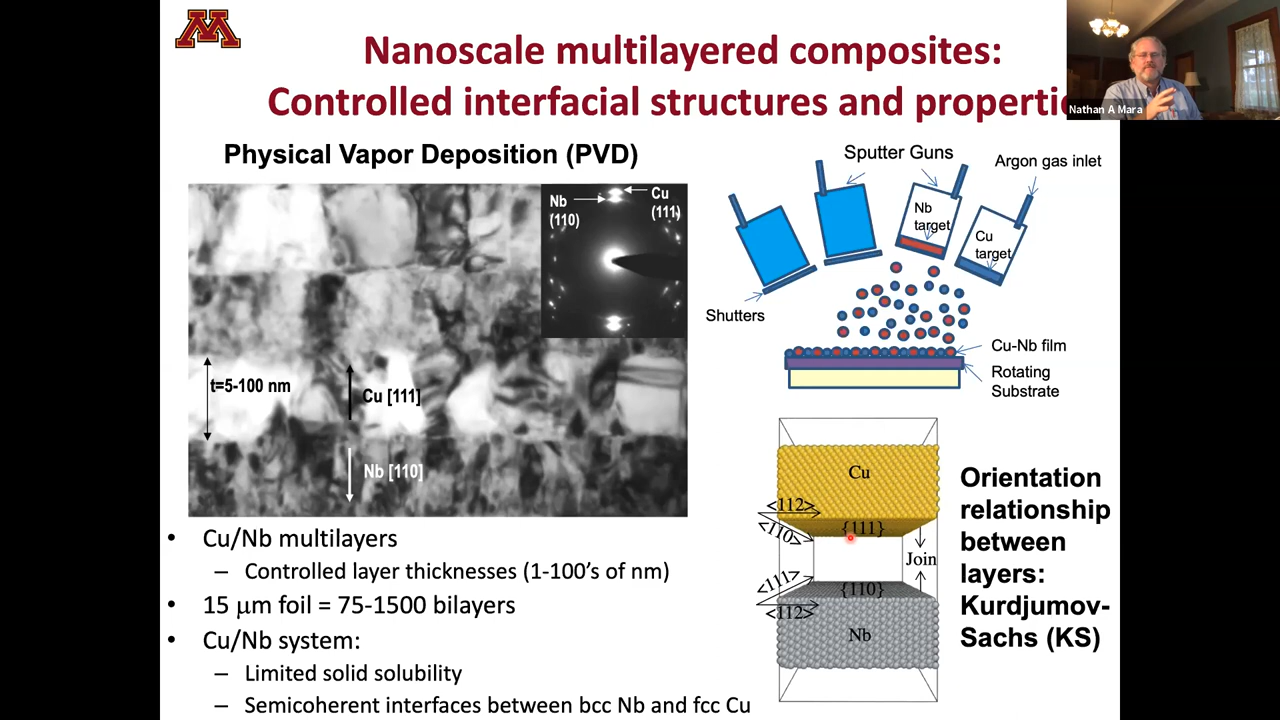 M
Nanoscale multilayered composites:
Controlled interfacial structures and properti
Nathan A Mara
Physical Vapor Deposition (PVD)
Nb
(110)
Cu
(111)
t=5-100 nm
Cu [111]
Nb [110]
Sputter Guns
Argon gas inlet
Nb
target
Cu
target
Shutters
Cu-Nb film
Rotating
Substrate
Cu
<112>
<110>
{111}
Join
<111>
{110}
<112>
Nb
Orientation
relationship
between
layers:
Kurdjumov-
Sachs (KS)
• Cu/Nb multilayers
– Controlled layer thicknesses (1-100’s of nm)
• 15 μm foil = 75-1500 bilayers
• Cu/Nb system:
– Limited solid solubility
– Semicoherent interfaces between bcc Nb and fcc Cu